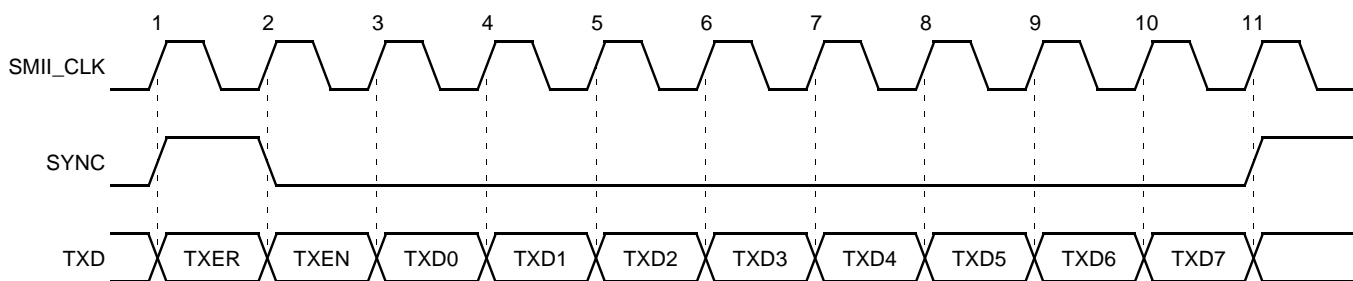 1 2 3 4 5 6 7 8 9 10 11
SMII_CLK
SYNC
TXD TXER TXEN TXD0 TXD1 TXD2 TXD3 TXD4 TXD5 TXD6 TXD7